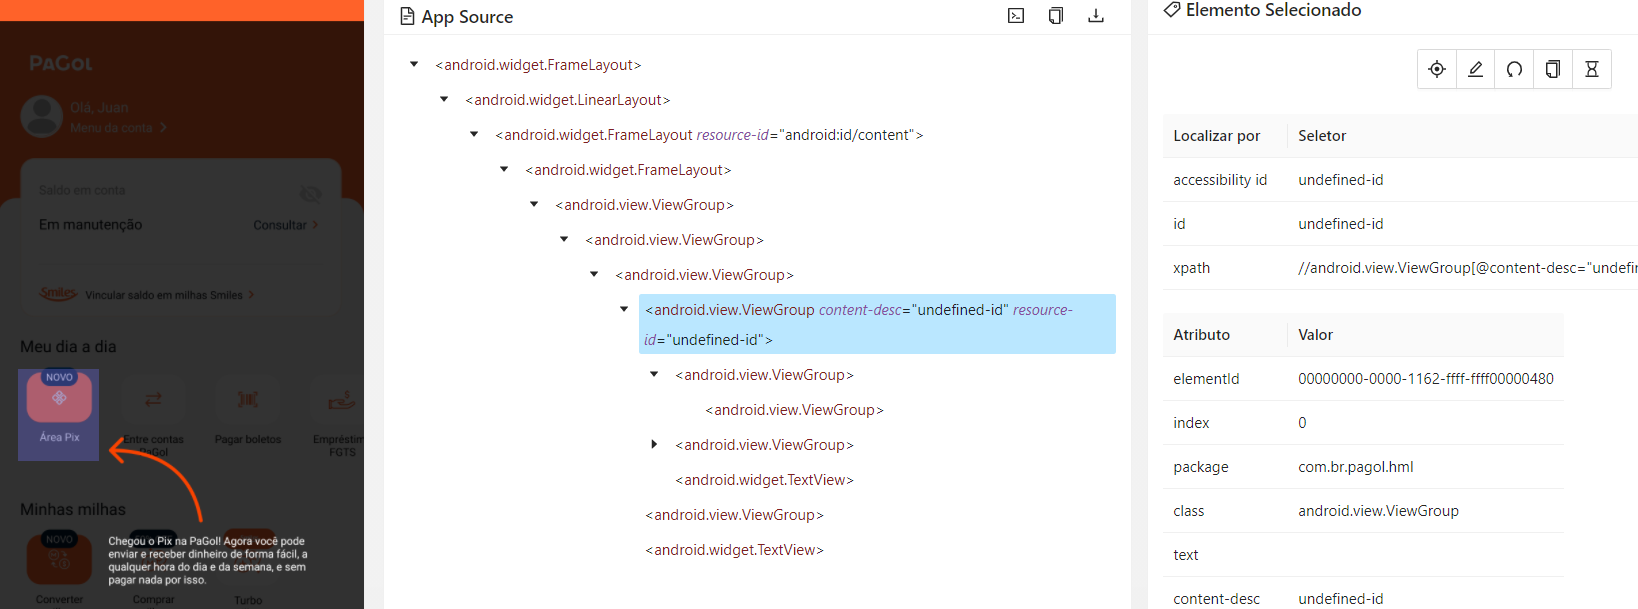 PAGOL
Olá, Juan
Menu da conta
Saldo em conta
Em manutenção
Consultar
Smiles
Vincular saldo em milhas Smiles
Meu dia a dia
NOVO
Área Pix
Entre contas
PaGol
Pagar boletos
Empréstim
FGTS
Minhas milhas
NOVO
Chegou o Pix na PaGol! Agora você pode
enviar e receber dinheiro de forma fácil, a
qualquer hora do dia e da semana, e sem
pagar nada por isso.
Converter
Comprar
Turbo
App Source
<android.widget.FrameLayout>
<android.widget.LinearLayout>
<android.widget.FrameLayout resource-id="android:id/content">
<android.widget.FrameLayout>
<android.view.ViewGroup>
<android.view.ViewGroup>
<android.view.ViewGroup>
<android.view.ViewGroup content-desc="undefined-id" resource-
id="undefined-id">
<android.view.ViewGroup>
<android.view.ViewGroup>
<android.view.ViewGroup>
<android.widget.TextView>
<android.view.ViewGroup>
<android.widget.TextView>
Elemento Selecionado
Localizar por Seletor
accessibility id undefined-id
id undefined-id
xpath //android.view.ViewGroup[@content-desc="undefin
Atributo Valor
elementId 00000000-0000-1162-ffff-ffff00000480
index 0
package com.br.pagol.hml
class android.view.ViewGroup
text
content-desc undefined-id